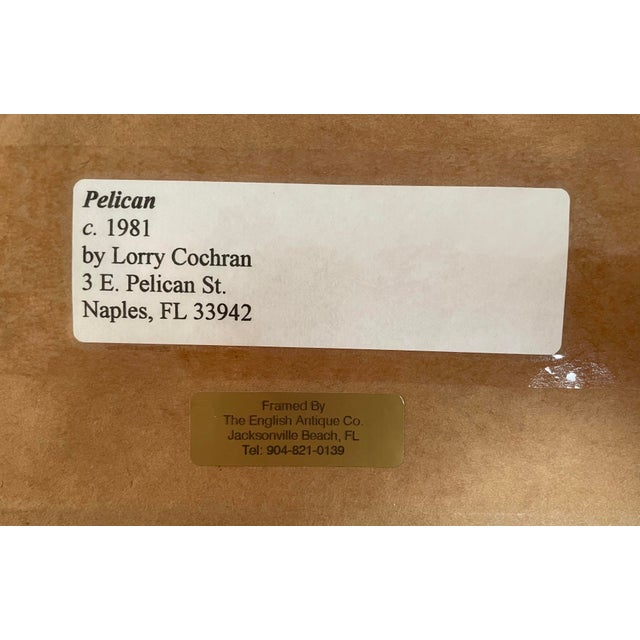 Pelican
c. 1981
by Lorry Cochran
3 E. Pelican St.
Naples, FL 33942
Framed By
The English Antique Co.
Jacksonville Beach, FL
Tel: 904-821-0139